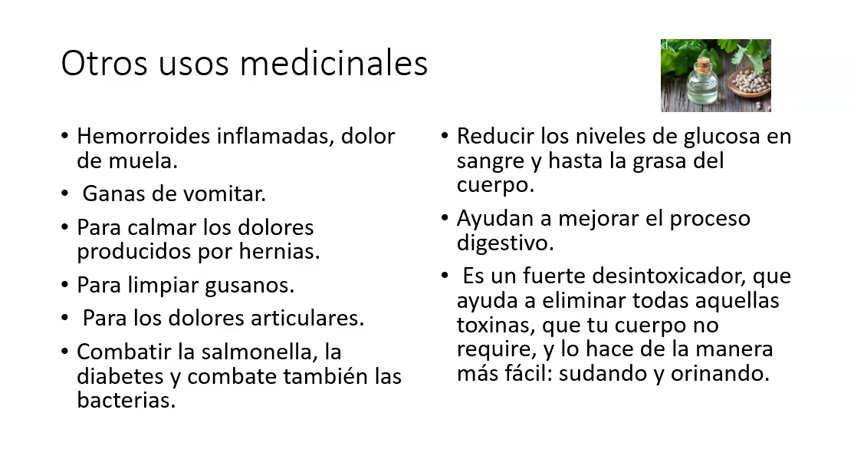 Otros usos medicinales
• Hemorroides inflamadas, dolor
de muela.
• Ganas de vomitar.
• Para calmar los dolores
producidos por hernias.
• Para limpiar gusanos.
• Para los dolores articulares.
• Combatir la salmonella, la
diabetes y combate también las
bacterias.
• Reducir los niveles de glucosa en
sangre y hasta la grasa del
cuerpo.
• Ayudan a mejorar el proceso
digestivo.
• Es un fuerte desintoxicador, que
ayuda a eliminar todas aquellas
toxinas, que tu cuerpo no
require, y lo hace de la manera
más fácil: sudando y orinando.